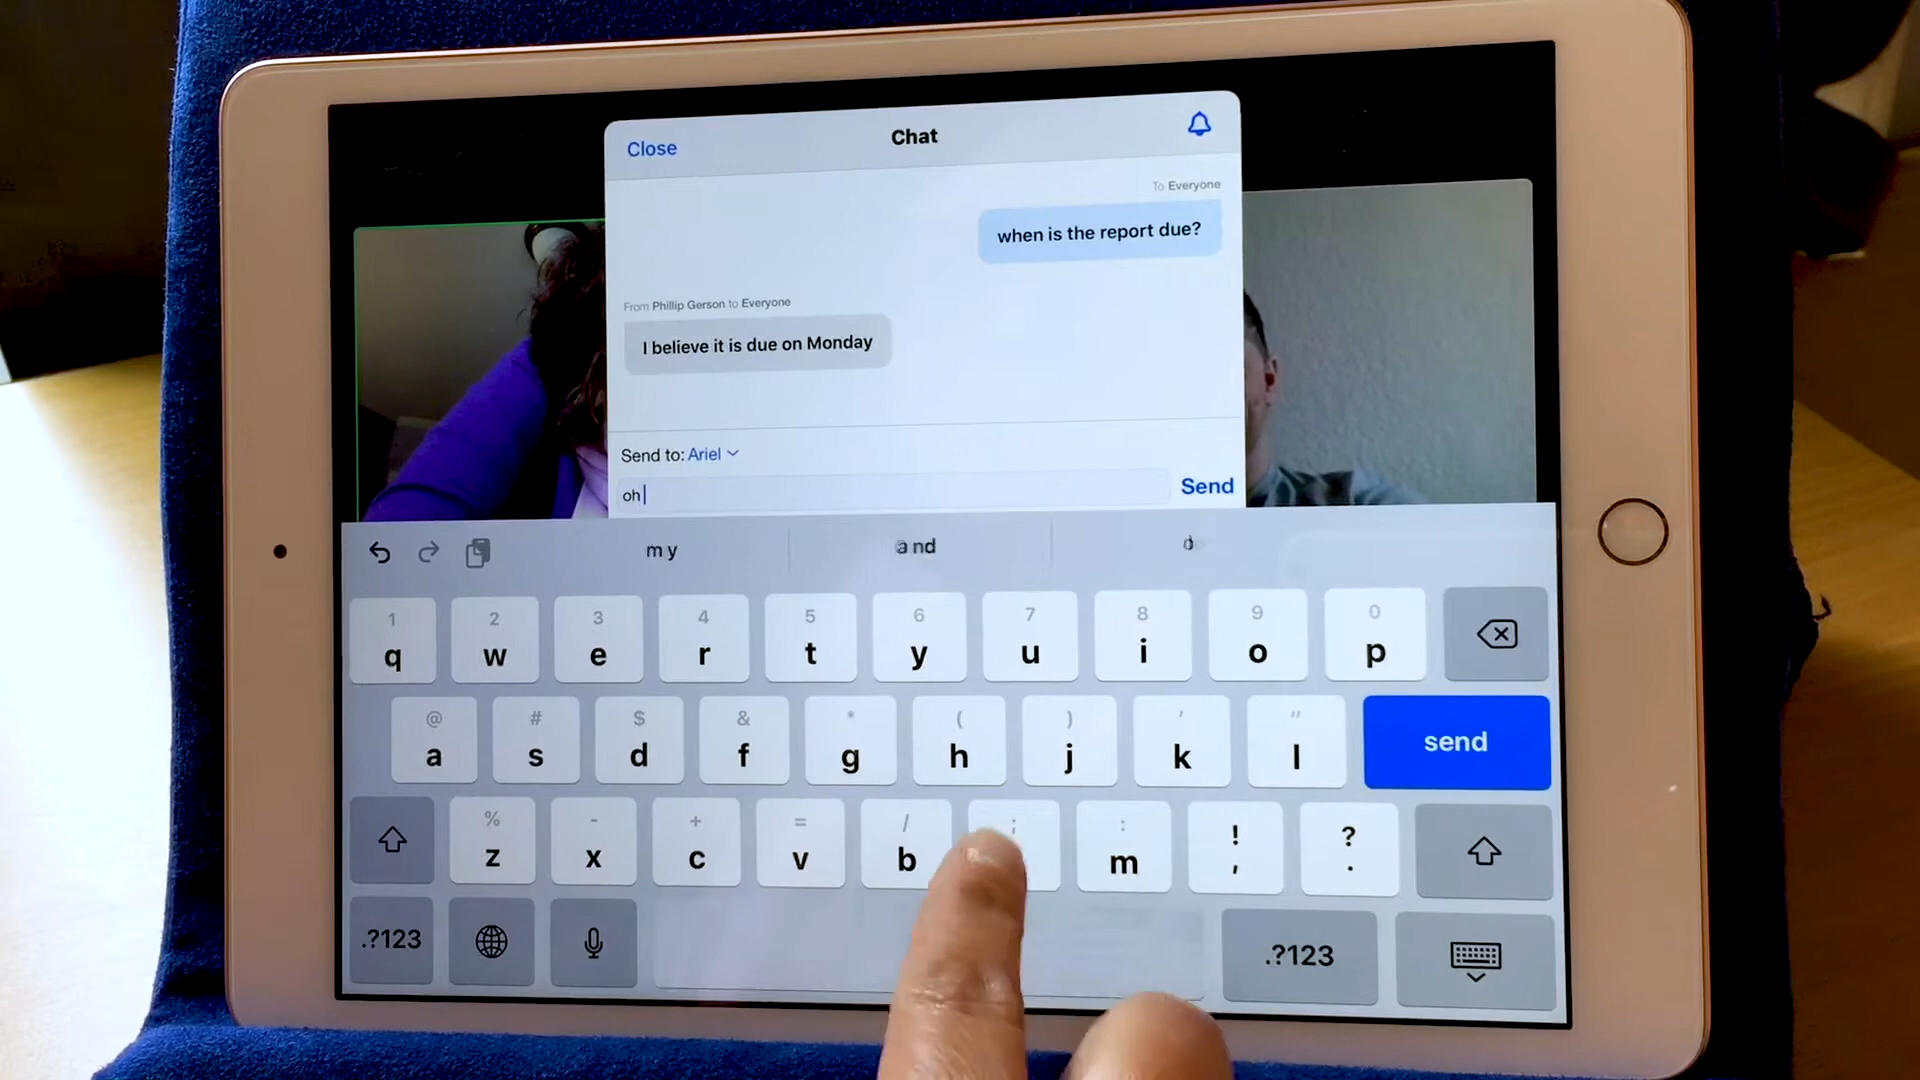 Close Chat
To Everyone
when is the report due?
From Phillip Gerson to Everyone
I believe it is due on Monday
Send to: Ariel
oh Send
my and
1 2 3 4 5 6 7 8 9 0
q w e r t y u i o p
@ # $ & * ( ) ' "
a s d f g h j k l send
% - + = / ; : ! ?
z x c v b m , .
.?123 .?123